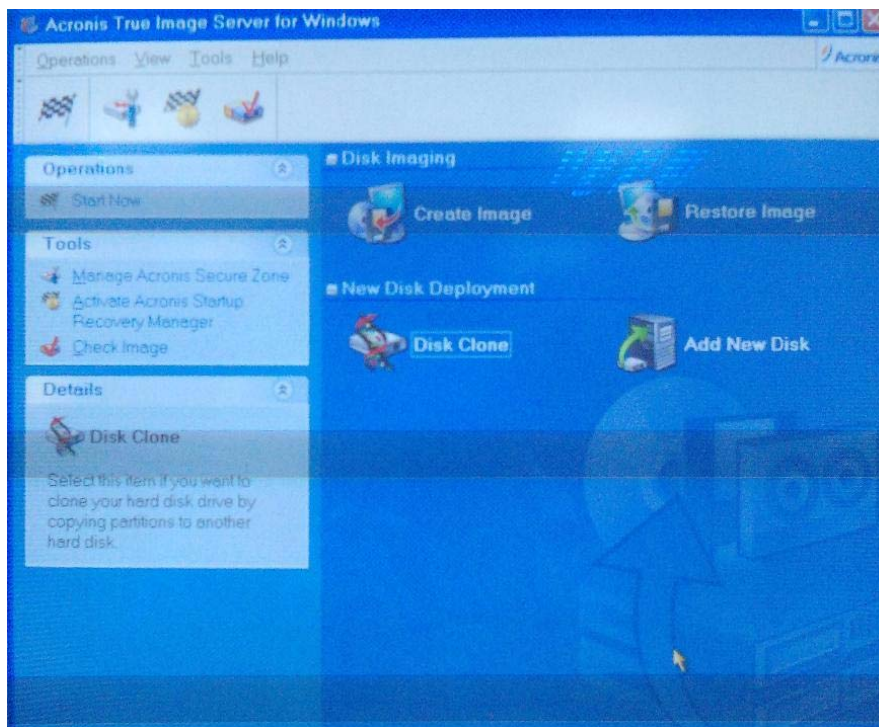 Acronis True Image Server for Windows
Operations View Tools Help
Acronis
Operations
Start Now
Tools
Manage Acronis Secure Zone
Activate Acronis Startup
Recovery Manager
Check Image
Details
Disk Clone
Select this item if you want to
clone your hard disk drive by
copying partitions to another
hard disk.
Disk Imaging
Create Image
Restore Image
New Disk Deployment
Disk Clone
Add New Disk